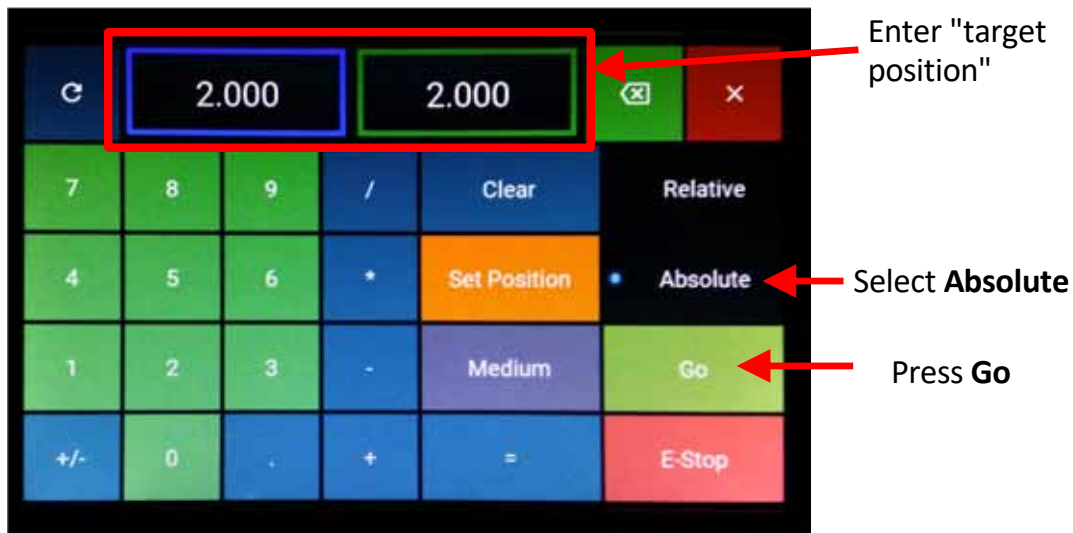 Enter "target
position"
2.000 2.000
7 8 9 / Clear Relative
4 5 6 * Set Position Absolute
Select Absolute
1 2 3 - Medium Go
Press Go
+/- 0 . + = E-Stop